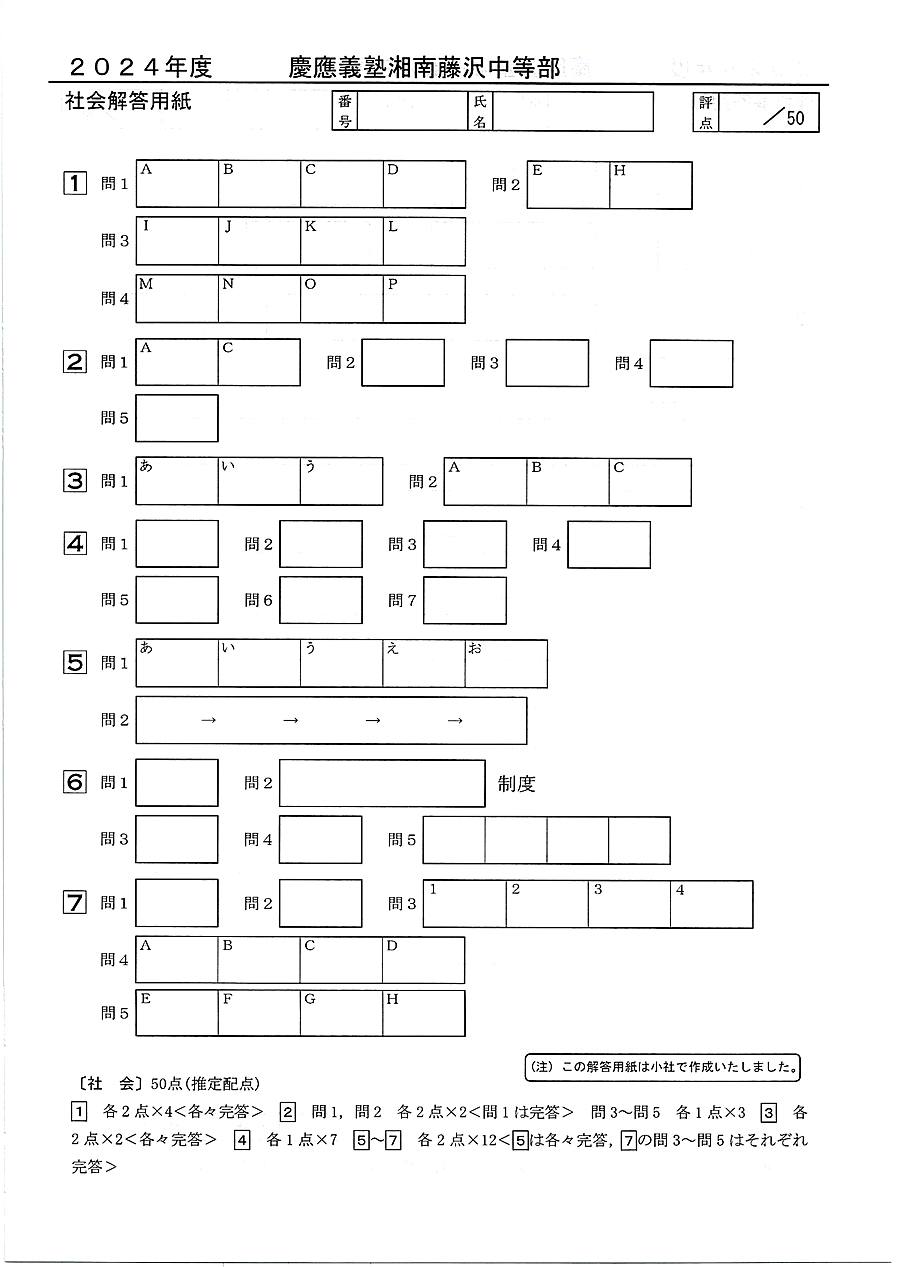 2024年度 慶應義塾湘南藤沢中等部
社会解答用紙 番号 氏名 評点 /50
1 問1 A B C D 問2 E H
問3 I J K L
問4 M N O P
2 問1 A C 問2 問3 問4
問5
3 問1 あ い う 問2 A B C
4 問1 問2 問3 問4
問5 問6 問7
5 問1 あ い う え お
問2 → → → →
6 問1 問2 制度
問3 問4 問5
7 問1 問2 問3 1 2 3 4
問4 A B C D
問5 E F G H
(注) この解答用紙は小社で作成いたしました。
〔社 会〕50点(推定配点)
1 各2点×4<各々完答> 2 問1, 問2 各2点×2<問1は完答> 問3~問5 各1点×3 3 各
2点×2<各々完答> 4 各1点×7 5~7 各2点×12<5は各々完答, 7の問3~問5はそれぞれ
完答>